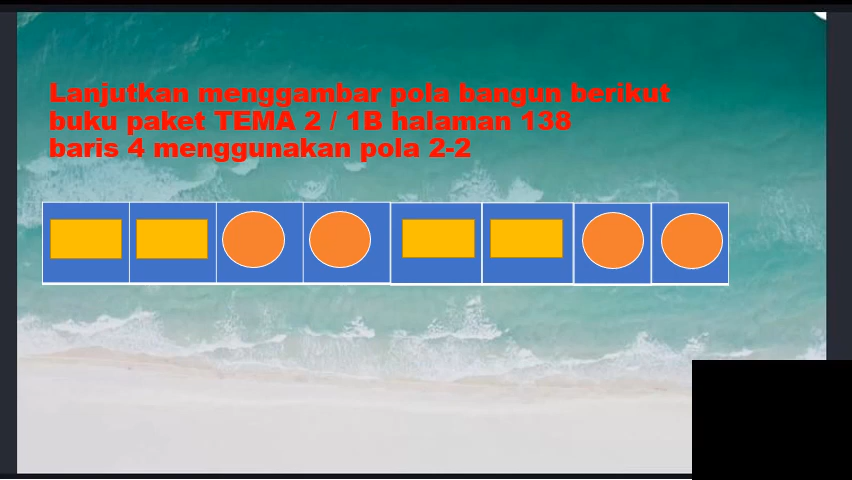 Lanjutkan menggambar pola bangun berikut
buku paket TEMA 2 / 1B halaman 138
baris 4 menggunakan pola 2-2